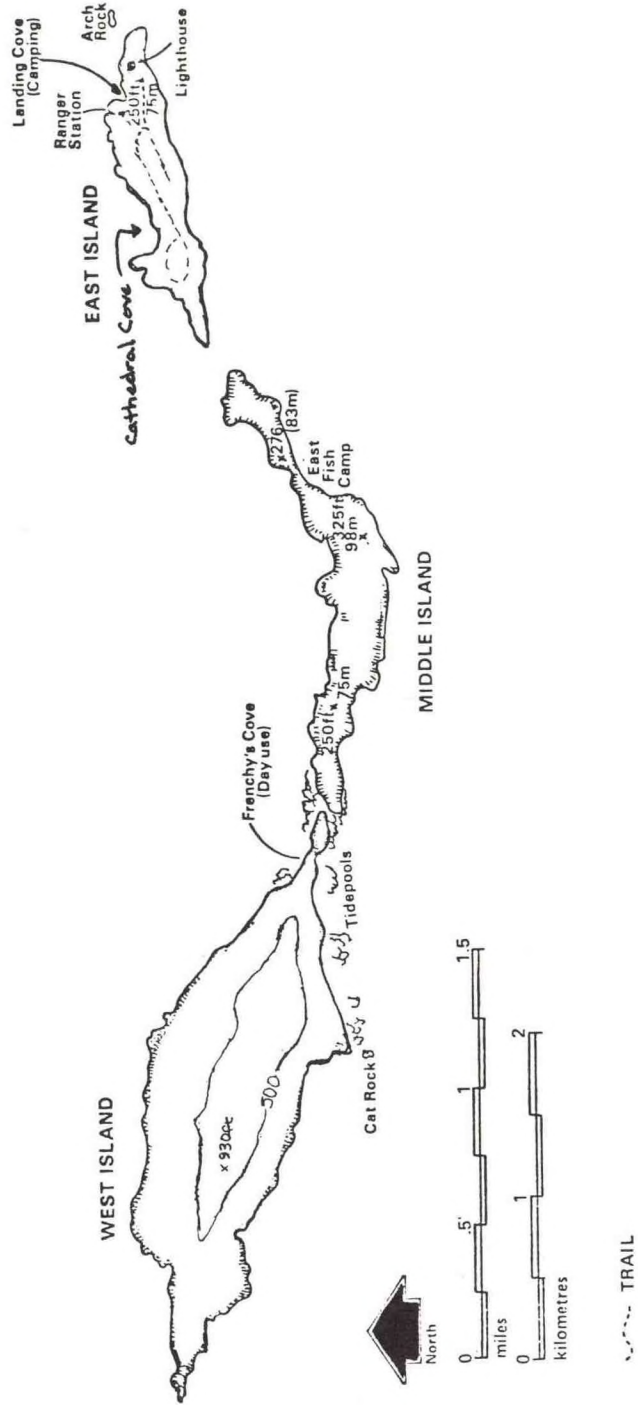 WEST ISLAND
x 930ft
500
Cat Rock
Tidepools
Frenchy's Cove
(Day use)
250ft
x
75m
MIDDLE ISLAND
325ft
98m
x
East
Fish
Camp
x276
(83m)
Cathedral Cove
EAST ISLAND
Ranger
Station
Landing Cove
(Camping)
250ft
75m
Arch
Rock
Lighthouse
North
0 .5 1 1.5
miles
0 1 2
kilometres
TRAIL